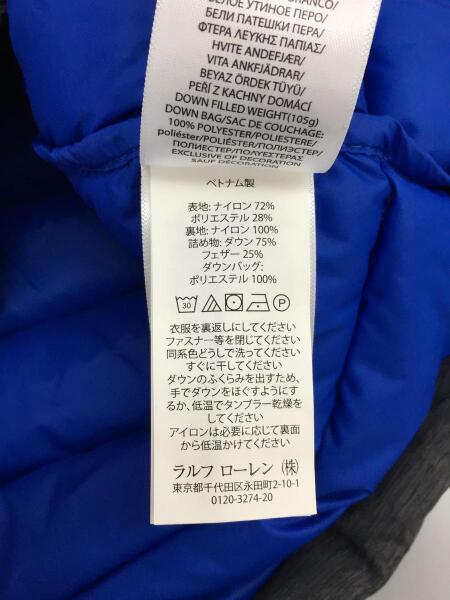 БЕЛОЕ УТИНОЕ ПЕРО/
БЕЛИ ПАТЕШКИ ПЕРА/
ΦΤΕΡΑ ΛΕΥΚΗΣ ΠΑΠΙΑΣ/
HVITE ANDEFJÆR/
VITA ANKFJÄDRAR/
BEYAZ ÖRDEK TÜYÜ/
PEŘÍ Z KACHNY DOMÁCÍ
DOWN FILLED WEIGHT(105g)
DOWN BAG/SAC DE COUCHAGE:
100% POLYESTER/POLYESTER/
poliéster/poliéster/ПОЛИЭСТЕР/
ПОЛИЕСТЕР/ΠΟΛΥΕΣΤΕΡΑΣ
EXCLUSIVE OF DECORATION
SAUF DÉCORATION
ベトナム製
表地: ナイロン 72%
ポリエステル 28%
裏地: ナイロン 100%
詰め物: ダウン 75%
フェザー 25%
ダウンバッグ:
ポリエステル 100%
30 P
衣服を裏返しにしてください
ファスナー等を閉じてください
同系色どうしで洗ってください
すぐに干してください
ダウンのふくらみを出すため、
手でダウンをほぐすようにす
るか、低温でタンブラー乾燥を
してください
アイロンは必要に応じて裏面
から低温かけてください
ラルフ ローレン (株)
東京都千代田区永田町2-10-1
0120-3274-20